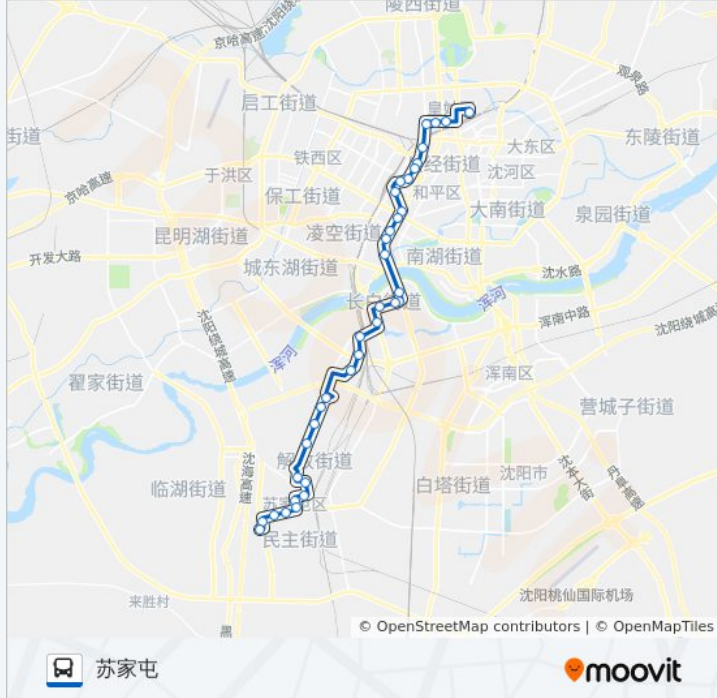 陵西街道
京哈高速;沈阳绕
启工街道
观泉路
皇姑
大东区
东陵街道
街道
铁西区
经街道
于洪区
沈河区
京哈高速
保工街道
和平区
大南街道
泉园街道
昆明湖街道
凌空街道
开发大路
城东湖街道
南湖街道
沈水路
长白街道
浑河
浑南中路
沈阳绕城高速
沈阳绕城高速
浑河
翟家街道
浑南区
营城子街道
解放街道
沈阳市
沈海高速
临湖街道
白塔街道
沈本大街
丹阜高速
苏家屯区
民主街道
沈阳桃仙国际机场
来胜村
黑
© OpenStreetMap contributors | © OpenMapTiles
苏家屯
moovit